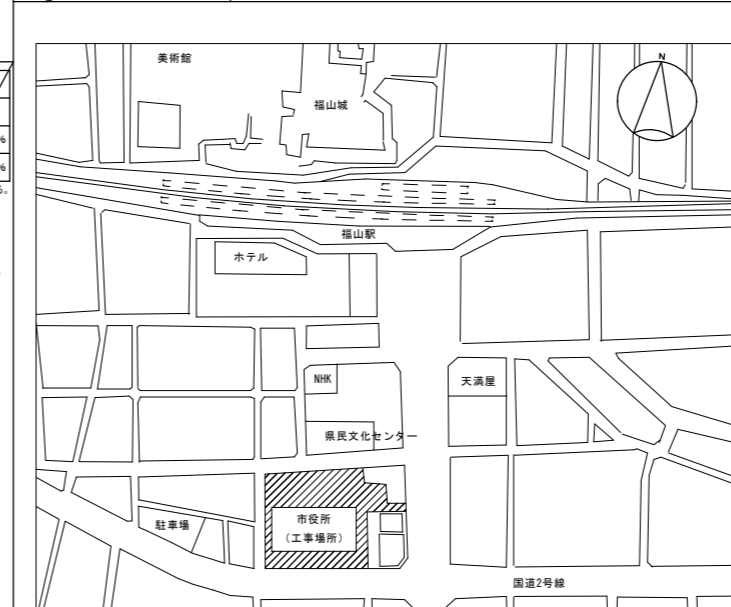 美術館
福山城
N
%
%
%。
福山駅
ホテル
NHK
天満屋
県民文化センター
市役所
(工事場所)
駐車場
国道2号線